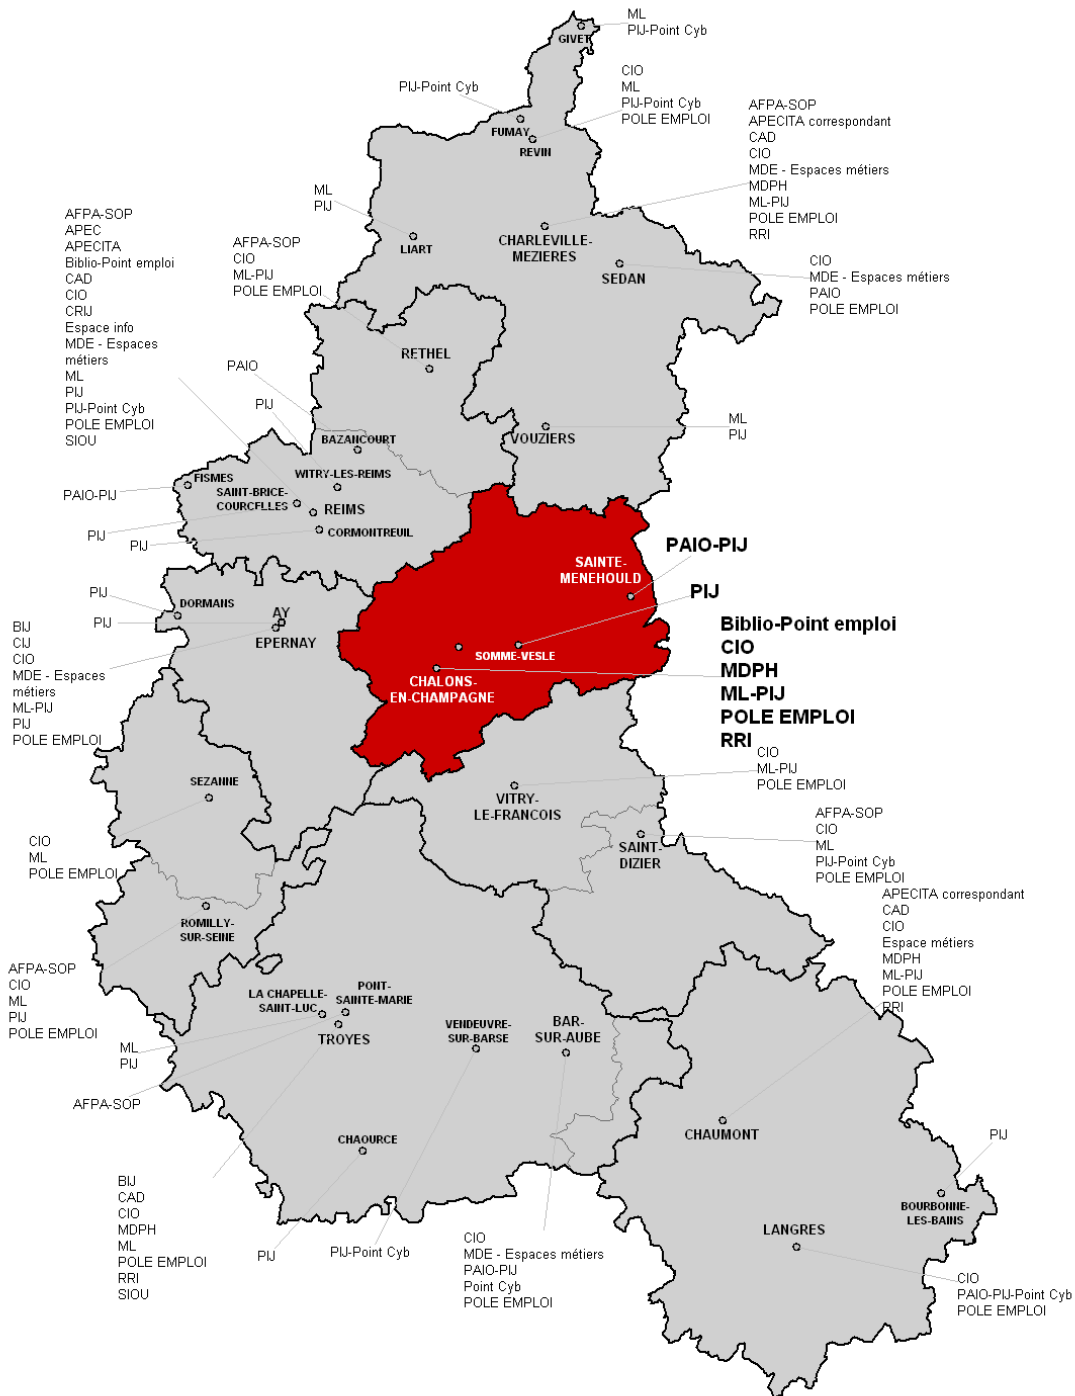 ML
PIJ-Point Cyb
GIVET
PIJ-Point Cyb
FUMAY
CIO
ML
PIJ-Point Cyb
POLE EMPLOI
REVIN
AFPA-SOP
APECITA correspondant
CAD
CIO
MDE - Espaces métiers
MDPH
ML-PIJ
POLE EMPLOI
RRI
CHARLEVILLE-
MEZIERES
ML
PIJ
LIART
CIO
MDE - Espaces métiers
PAIO
POLE EMPLOI
SEDAN
AFPA-SOP
CIO
ML-PIJ
POLE EMPLOI
RETHEL
AFPA-SOP
APEC
APECITA
Biblio-Point emploi
CAD
CIO
CRIJ
Espace info
MDE - Espaces
métiers
ML
PIJ
PIJ-Point Cyb
POLE EMPLOI
SIOU
PAIO
BAZANCOURT
PIJ
WITRY-LES-REIMS
ML
PIJ
VOUZIERS
PAIO-PIJ
FISMES
SAINT-BRICE-
COURCELLES
PIJ
REIMS
PIJ
CORMONTREUIL
PAIO-PIJ
SAINTE-
MENEHOULD
PIJ
SOMME-VESLE
Biblio-Point emploi
CIO
MDPH
ML-PIJ
POLE EMPLOI
RRI
CHALONS-
EN-CHAMPAGNE
PIJ
DORMANS
PIJ
AY
EPERNAY
BIJ
CIJ
CIO
MDE - Espaces
métiers
ML-PIJ
PIJ
POLE EMPLOI
CIO
ML-PIJ
POLE EMPLOI
VITRY-
LE-FRANCOIS
SEZANNE
CIO
ML
POLE EMPLOI
AFPA-SOP
CIO
ML
PIJ-Point Cyb
POLE EMPLOI
SAINT-
DIZIER
ROMILLY-
SUR-SEINE
AFPA-SOP
CIO
ML
PIJ
POLE EMPLOI
APECITA correspondant
CAD
CIO
Espace métiers
MDPH
ML-PIJ
POLE EMPLOI
RRI
CHAUMONT
LA CHAPELLE-
SAINT-LUC
ML
PIJ
PONT-
SAINTE-MARIE
AFPA-SOP
TROYES
BIJ
CAD
CIO
MDPH
ML
POLE EMPLOI
RRI
SIOU
VENDEUVRE-
SUR-BARSE
PIJ-Point Cyb
BAR-
SUR-AUBE
CIO
MDE - Espaces métiers
PAIO-PIJ
Point Cyb
POLE EMPLOI
CHAOURCE
PIJ
PIJ
BOURBONNE-
LES-BAINS
LANGRES
CIO
PAIO-PIJ-Point Cyb
POLE EMPLOI